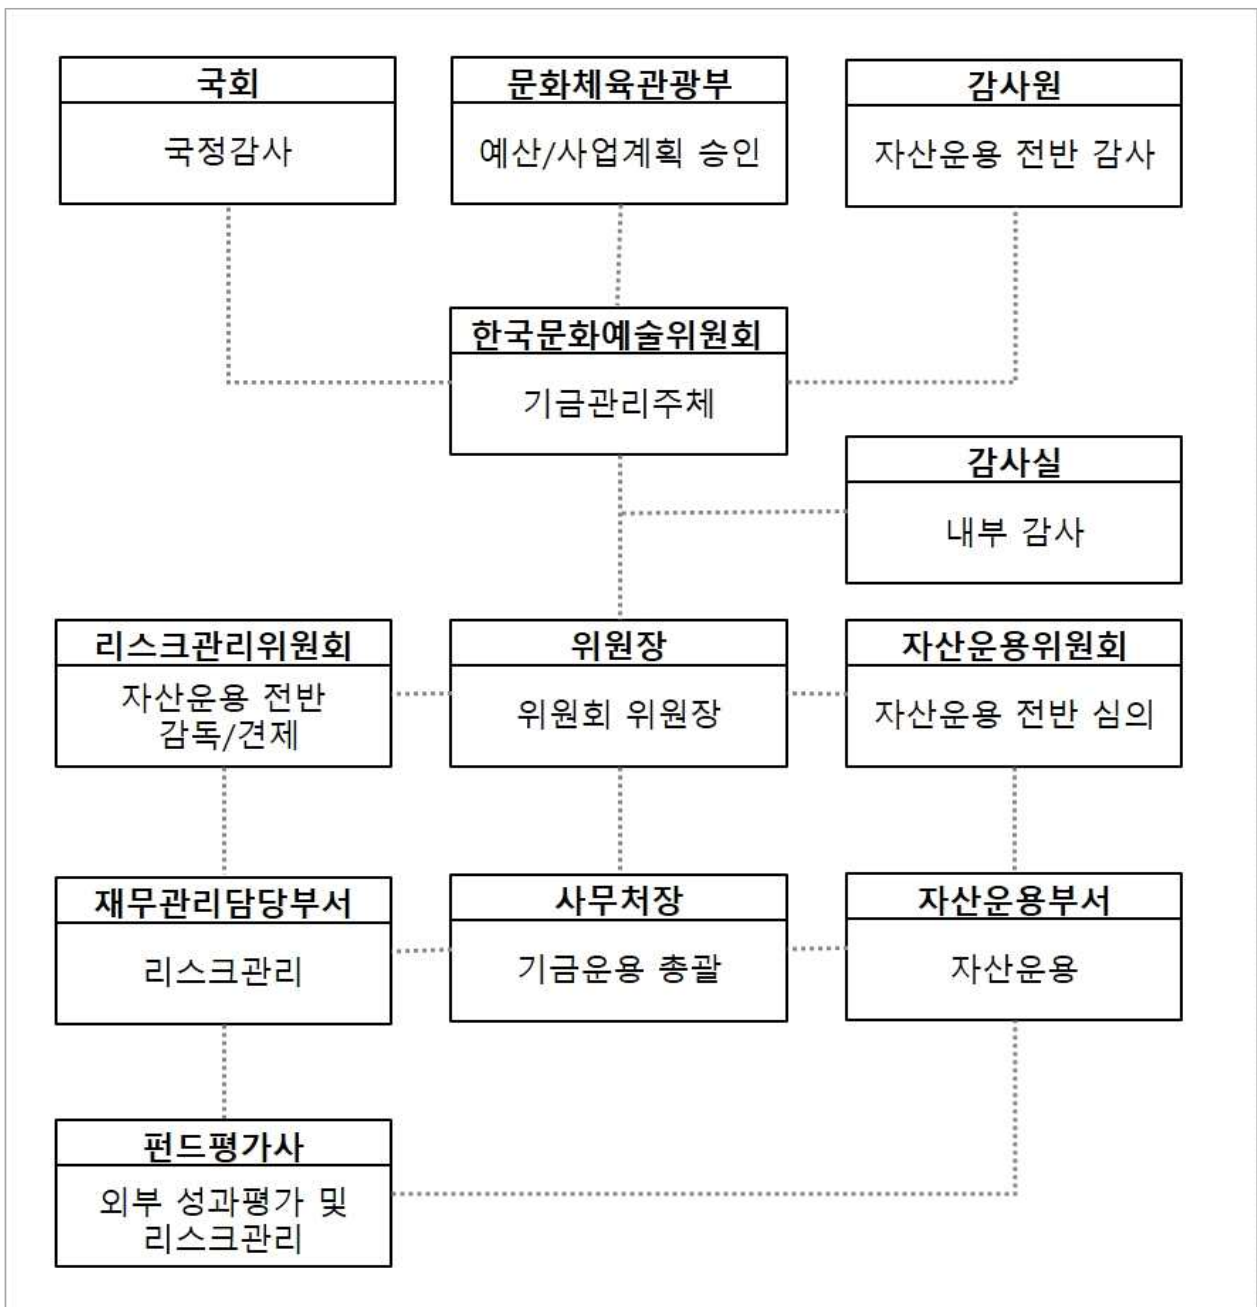 국회
국정감사
문화체육관광부
예산/사업계획 승인
감사원
자산운용 전반 감사
한국문화예술위원회
기금관리주체
감사실
내부 감사
리스크관리위원회
자산운용 전반
감독/견제
위원장
위원회 위원장
자산운용위원회
자산운용 전반 심의
재무관리담당부서
리스크관리
사무처장
기금운용 총괄
자산운용부서
자산운용
펀드평가사
외부 성과평가 및
리스크관리